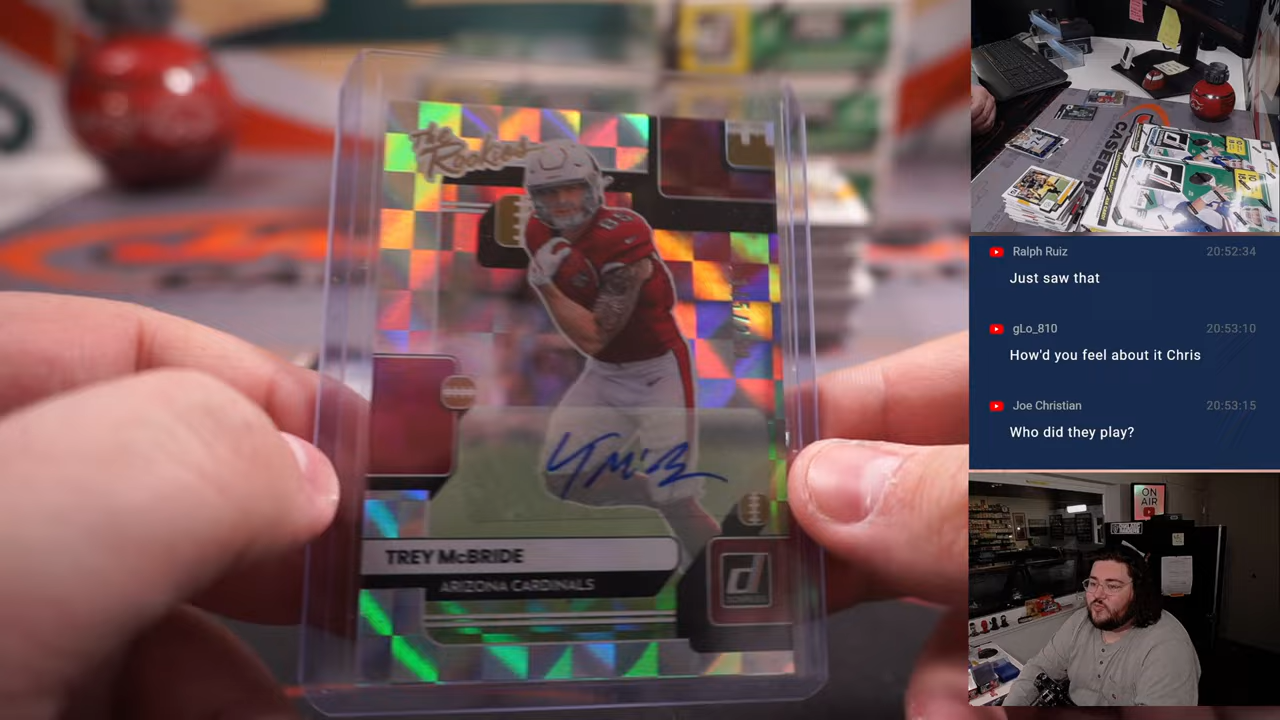 The
Rookies
TREY McBRIDE
ARIZONA CARDINALS
d
Ralph Ruiz 20:52:34
Just saw that
gLo_810 20:53:10
How'd you feel about it Chris
Joe Christian 20:53:15
Who did they play?
ON
AIR